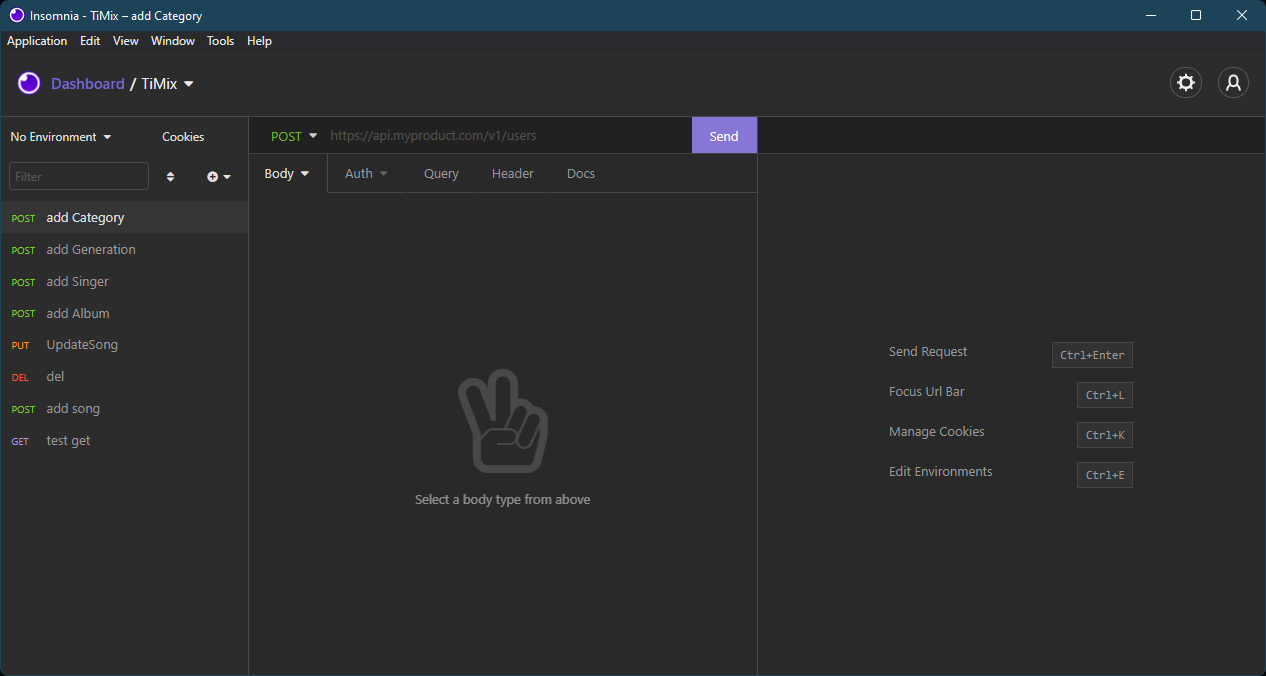 Insomnia - TiMix – add Category
Application Edit View Window Tools Help
Dashboard / TiMix
No Environment Cookies
Filter
POST add Category
POST add Generation
POST add Singer
POST add Album
PUT UpdateSong
DEL del
POST add song
GET test get
POST https://api.myproduct.com/v1/users Send
Body Auth Query Header Docs
Select a body type from above
Send Request Ctrl+Enter
Focus Url Bar Ctrl+L
Manage Cookies Ctrl+K
Edit Environments Ctrl+E